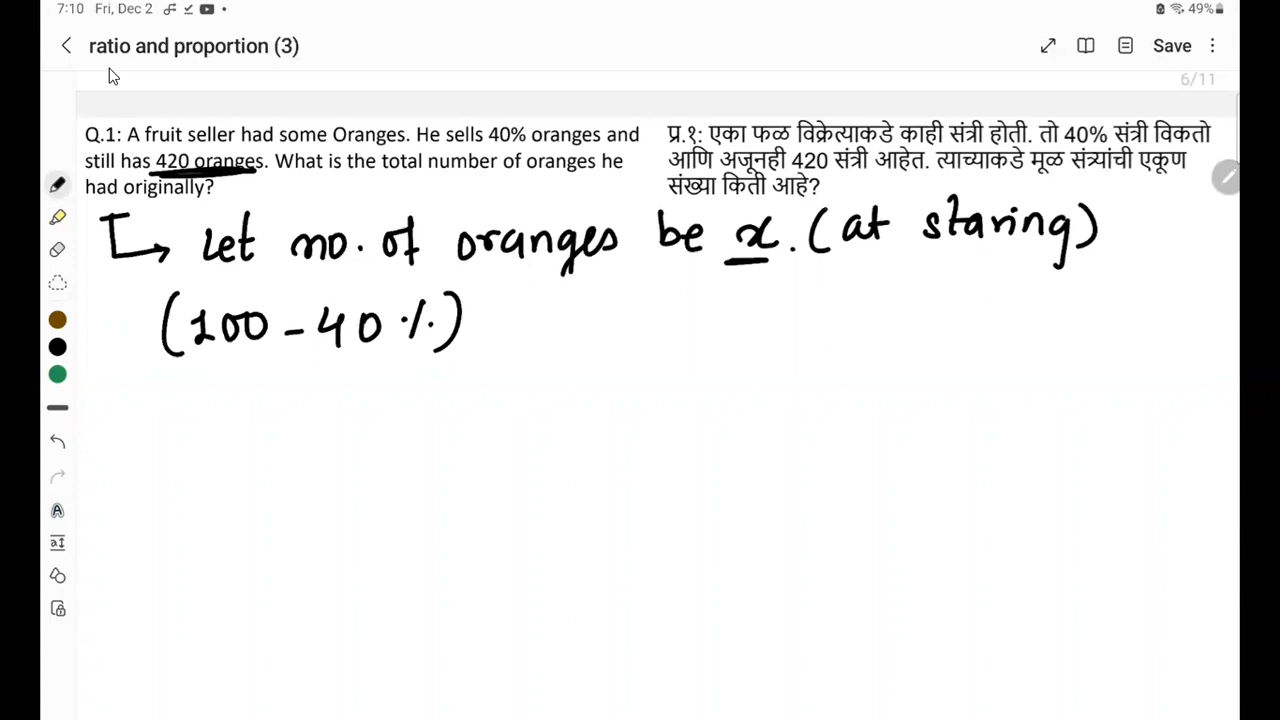 7:10 Fri, Dec 2
49%
ratio and proportion (3)
Save
6/11
Q.1: A fruit seller had some Oranges. He sells 40% oranges and
still has 420 oranges. What is the total number of oranges he
had originally?
प्र.१: एका फळ विक्रेत्याकडे काही संत्री होती. तो 40% संत्री विकतो
आणि अजूनही 420 संत्री आहेत. त्याच्याकडे मूळ संत्र्यांची एकूण
संख्या किती आहे?
Let no. of oranges be x. (at staring)
(100 - 40 %)